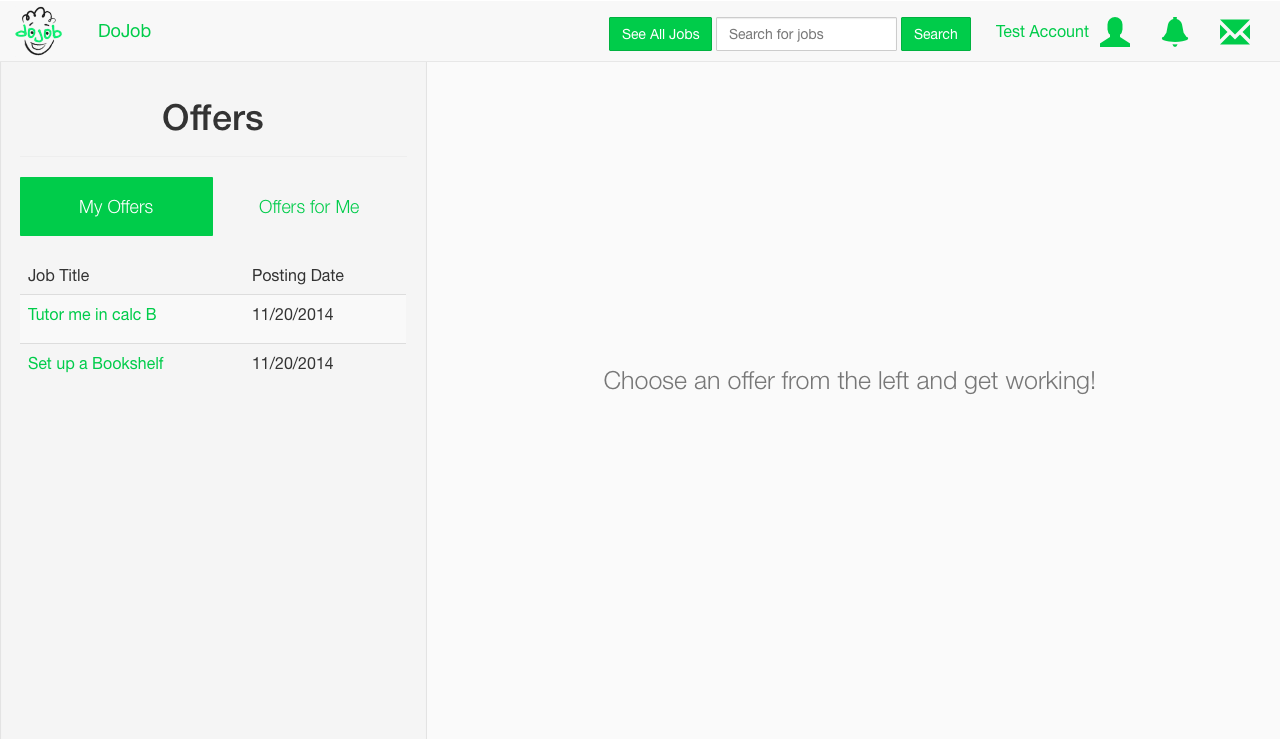 dojob
DoJob
See All Jobs
Search for jobs
Search
Test Account
Offers
My Offers
Offers for Me
Job Title Posting Date
Tutor me in calc B 11/20/2014
Set up a Bookshelf 11/20/2014
Choose an offer from the left and get working!